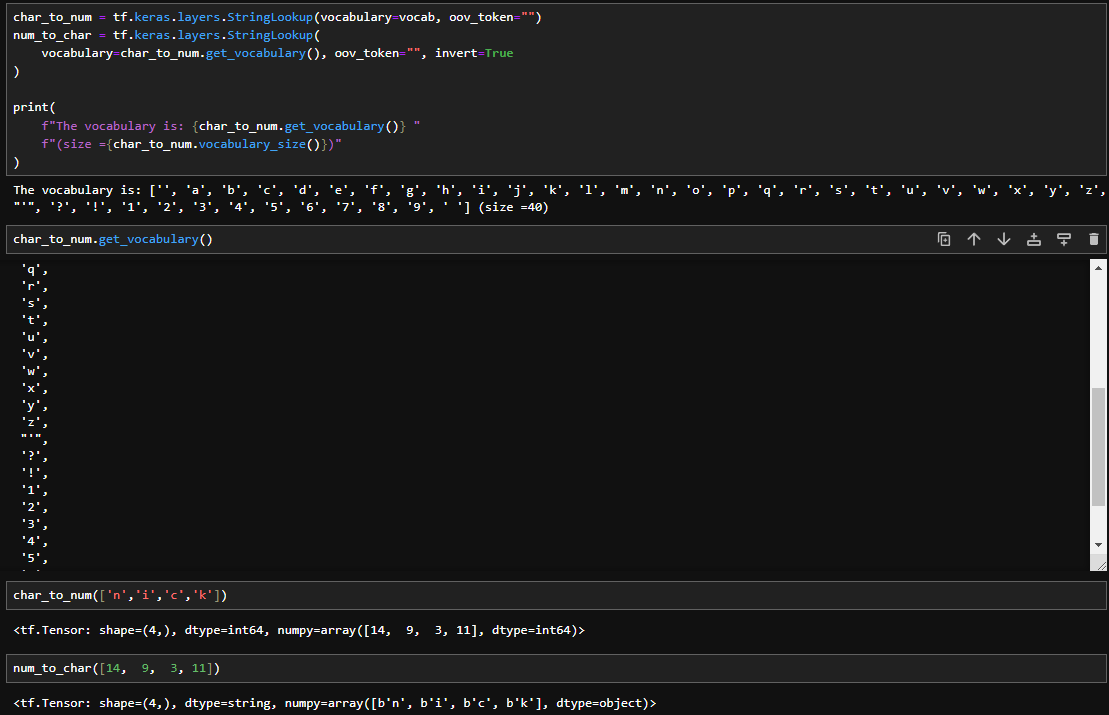 char_to_num = tf.keras.layers.StringLookup(vocabulary=vocab, oov_token="")
num_to_char = tf.keras.layers.StringLookup(
    vocabulary=char_to_num.get_vocabulary(), oov_token="", invert=True
)
print(
    f"The vocabulary is: {char_to_num.get_vocabulary()} "
    f"(size ={char_to_num.vocabulary_size()})"
)
The vocabulary is: ['', 'a', 'b', 'c', 'd', 'e', 'f', 'g', 'h', 'i', 'j', 'k', 'l', 'm', 'n', 'o', 'p', 'q', 'r', 's', 't', 'u', 'v', 'w', 'x', 'y', 'z',
"'", '?', '!', '1', '2', '3', '4', '5', '6', '7', '8', '9', ' '] (size =40)
char_to_num.get_vocabulary()
'q',
'r',
's',
't',
'u',
'v',
'w',
'x',
'y',
'z',
"'",
'?',
'!',
'1',
'2',
'3',
'4',
'5',
char_to_num(['n','i','c','k'])
<tf.Tensor: shape=(4,), dtype=int64, numpy=array([14,  9,  3, 11], dtype=int64)>
num_to_char([14,  9,  3, 11])
<tf.Tensor: shape=(4,), dtype=string, numpy=array([b'n', b'i', b'c', b'k'], dtype=object)>